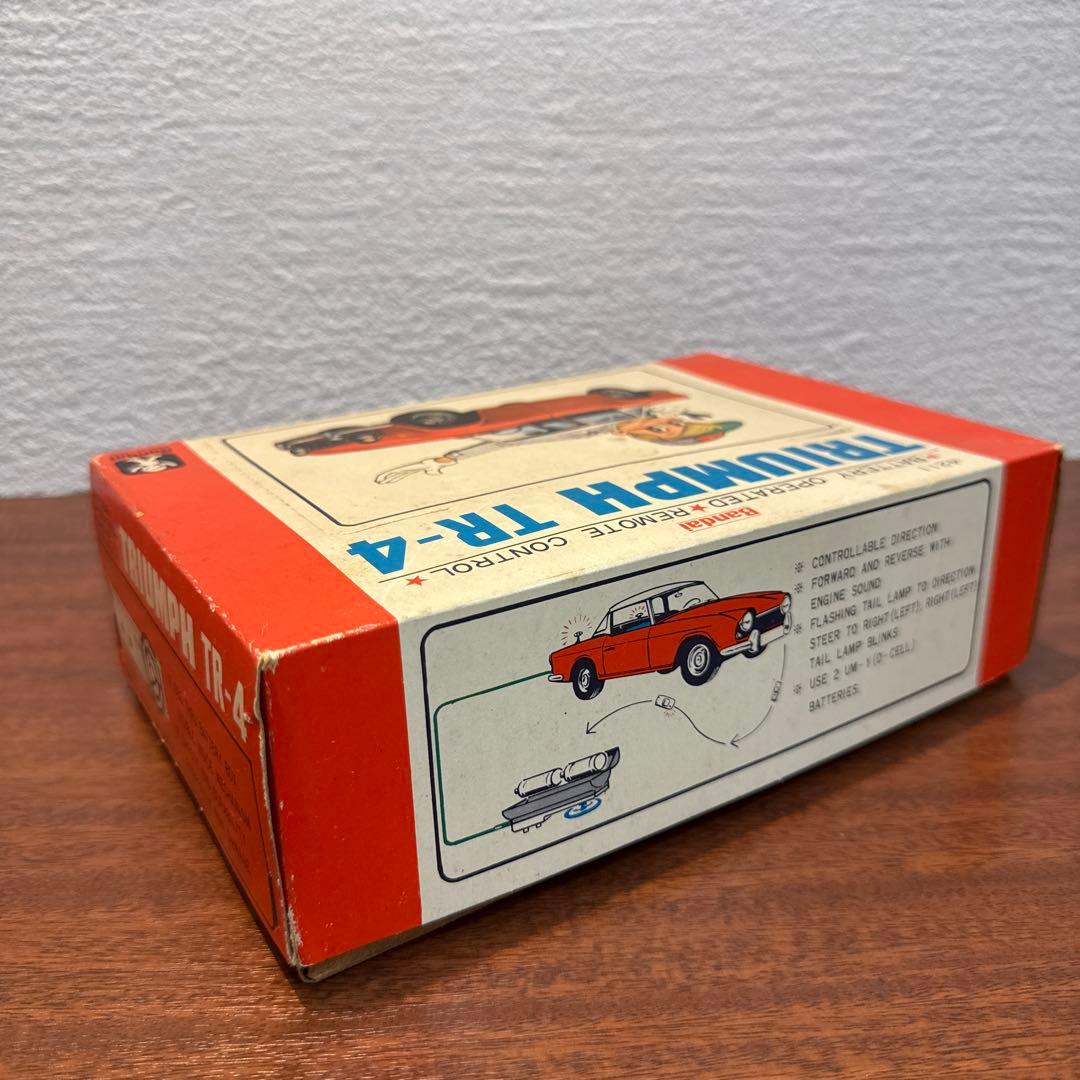 TRIUMPH TR-4
BATTERY OPERATED ★ REMOTE CONTROL ★
Bandai
※ CONTROLLABLE DIRECTION
※ FORWARD AND REVERSE WITH
ENGINE SOUND
※ FLASHING TAIL LAMP TO DIRECTION
STEER TO RIGHT (LEFT), RIGHT (LEFT)
TAIL LAMP BLINKS
※ USE 2 UM-1 (D-CELL)
BATTERIES.
TRIUMPH TR-4